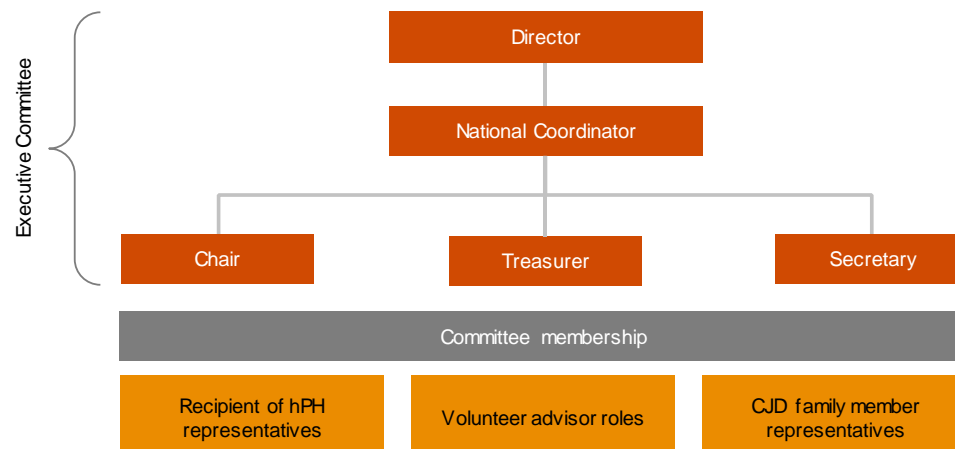 Executive Committee
Director
National Coordinator
Chair
Treasurer
Secretary
Committee membership
Recipient of hPH
representatives
Volunteer advisor roles
CJD family member
representatives